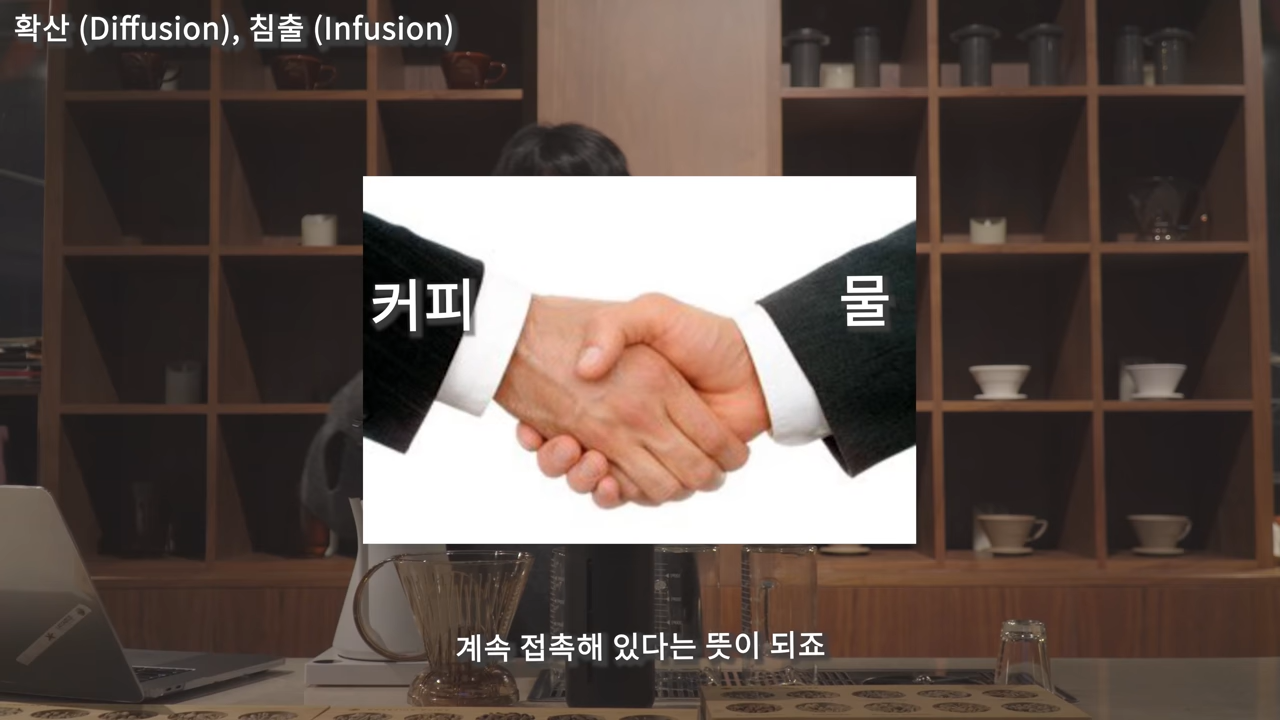 확산 (Diffusion), 침출 (Infusion)
커피
물
계속 접촉해 있다는 뜻이 되죠